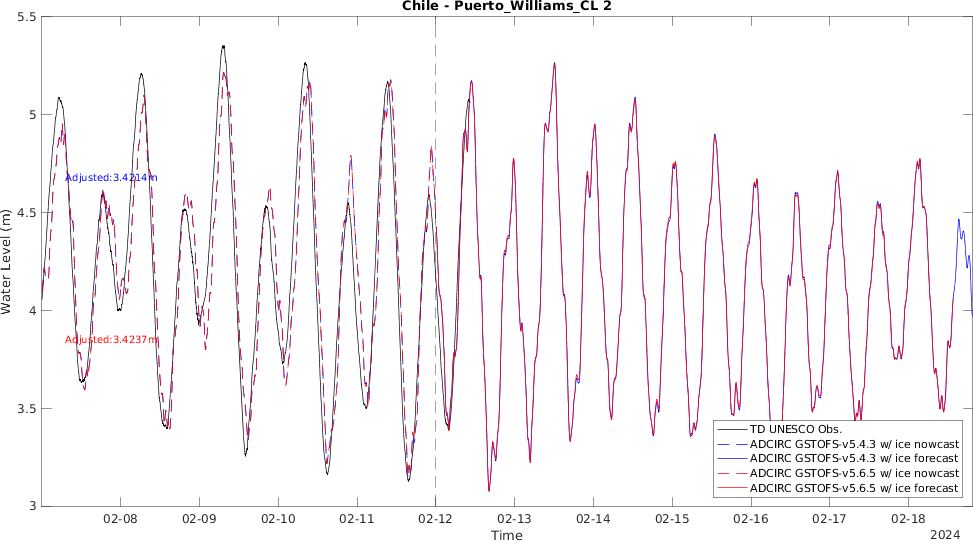 Chile - Puerto_Williams_CL 2
5.5
5
4.5
4
3.5
3
Water Level (m)
Adjusted:3.4214m
Adjusted:3.4237m
TD UNESCO Obs.
ADCIRC GSTOFS-v5.4.3 w/ ice nowcast
ADCIRC GSTOFS-v5.4.3 w/ ice forecast
ADCIRC GSTOFS-v5.6.5 w/ ice nowcast
ADCIRC GSTOFS-v5.6.5 w/ ice forecast
02-08 02-09 02-10 02-11 02-12 02-13 02-14 02-15 02-16 02-17 02-18
Time
2024